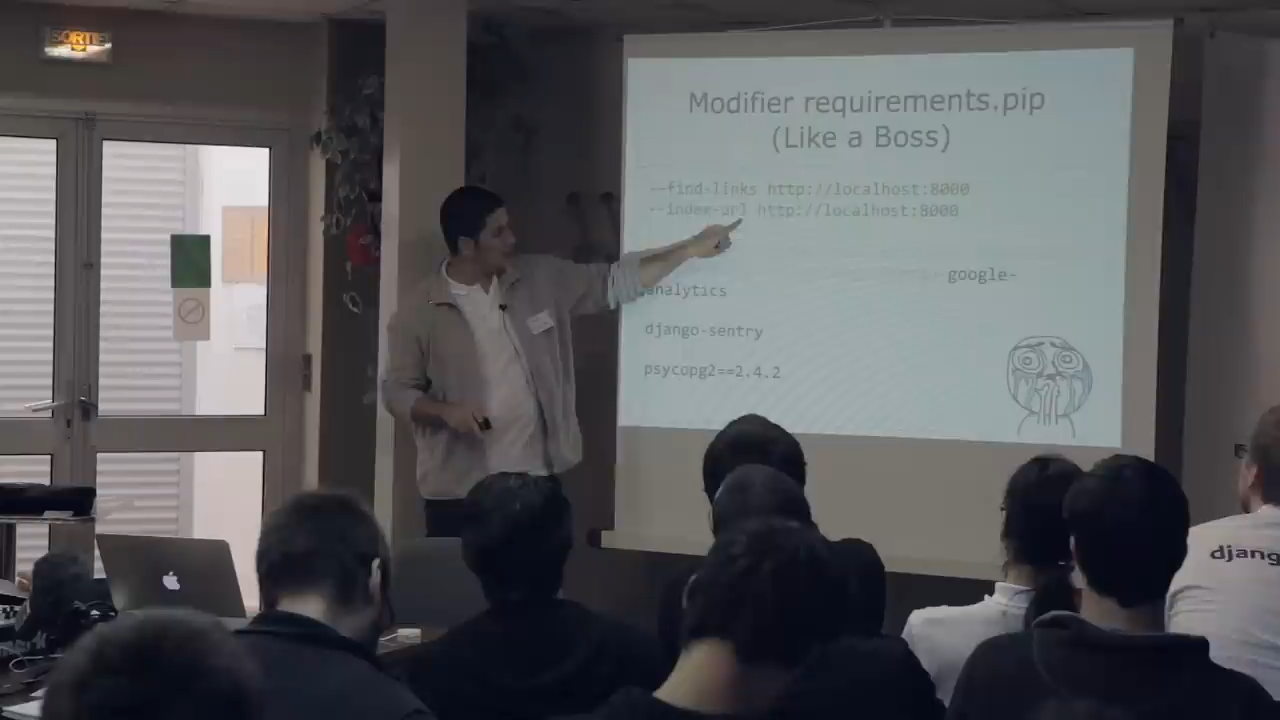 SORTIE
Modifier requirements.pip
(Like a Boss)
--find-links http://localhost:8000
--index-url http://localhost:8000
google-
analytics
django-sentry
psycopg2==2.4.2
djang